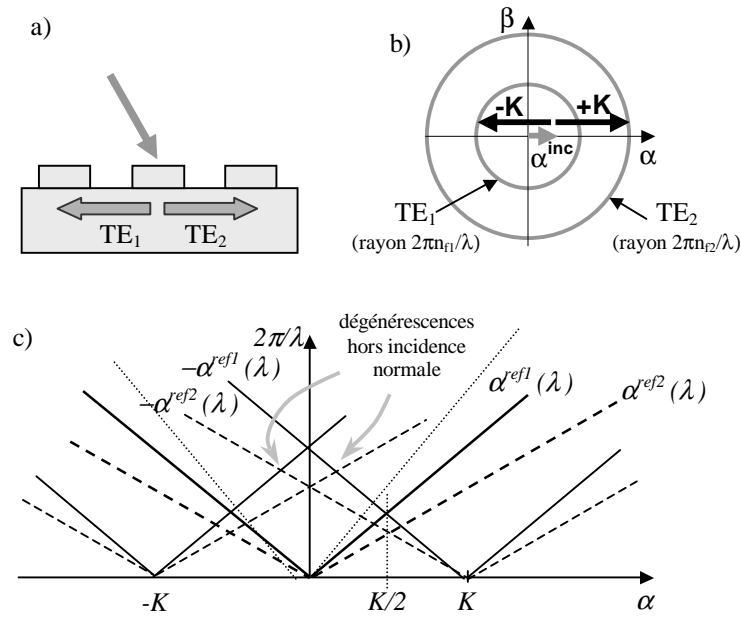 a)
TE1 TE2
b)
β
-K +K
α^inc
α
TE1
(rayon 2πnf1/λ)
TE2
(rayon 2πnf2/λ)
c)
2π/λ
dégénérescences
hors incidence
normale
−α^ref1(λ)
−α^ref2(λ)
α^ref1(λ)
α^ref2(λ)
-K
K/2
K
α